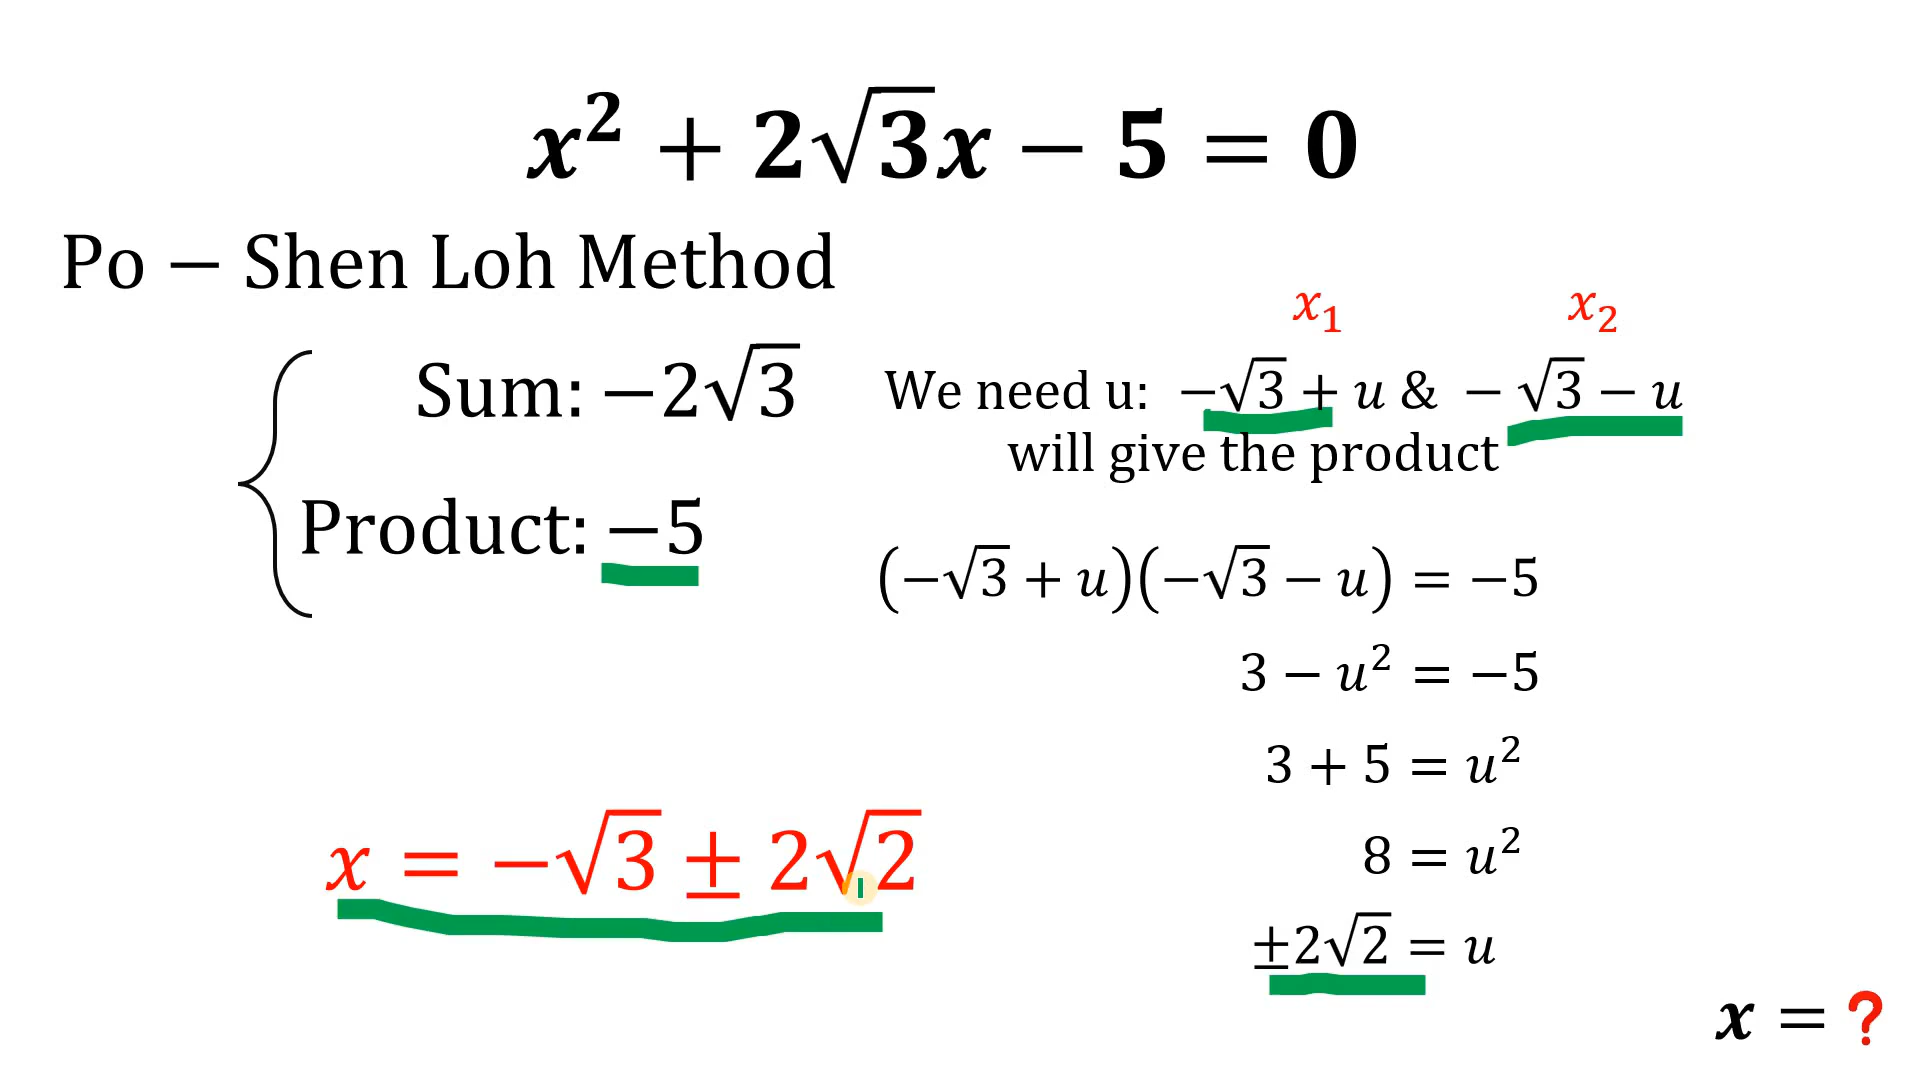 x² + 2√3x − 5 = 0
Po − Shen Loh Method
Sum: −2√3
Product: −5
x₁ x₂
We need u: −√3 + u & − √3 − u
will give the product
(−√3 + u)(−√3 − u) = −5
3 − u² = −5
3 + 5 = u²
8 = u²
±2√2 = u
x = −√3 ± 2√2
x = ?